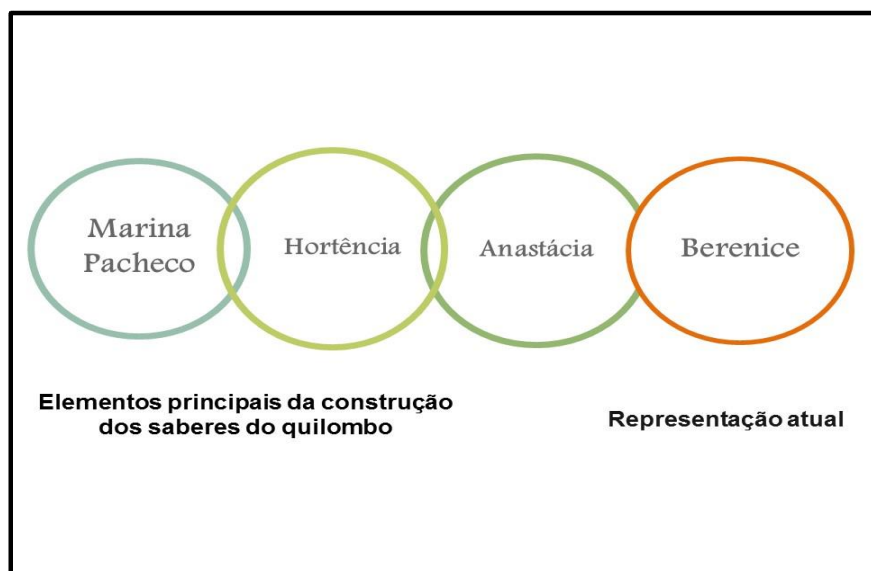 Marina
Pacheco
Hortência
Anastácia
Berenice
Elementos principais da construção
dos saberes do quilombo
Representação atual